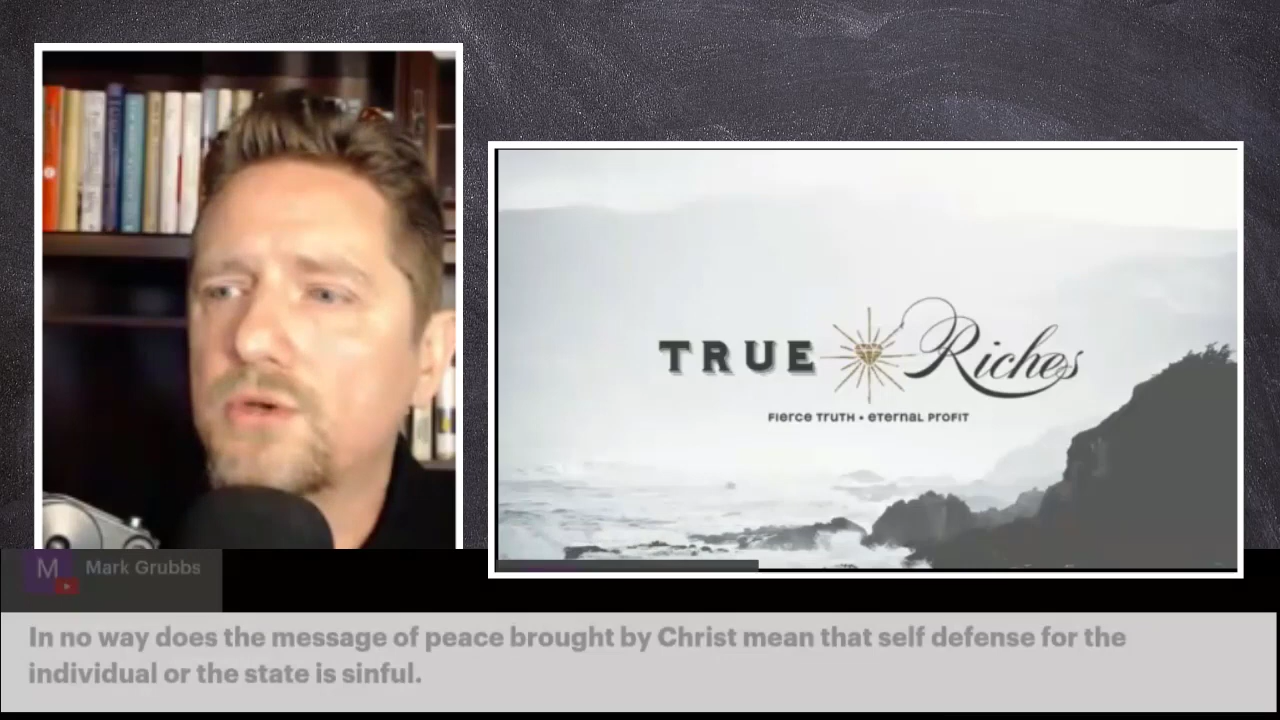 TRUE Riches
FIERCE TRUTH • ETERNAL PROFIT
M
Mark Grubbs
In no way does the message of peace brought by Christ mean that self defense for the
individual or the state is sinful.